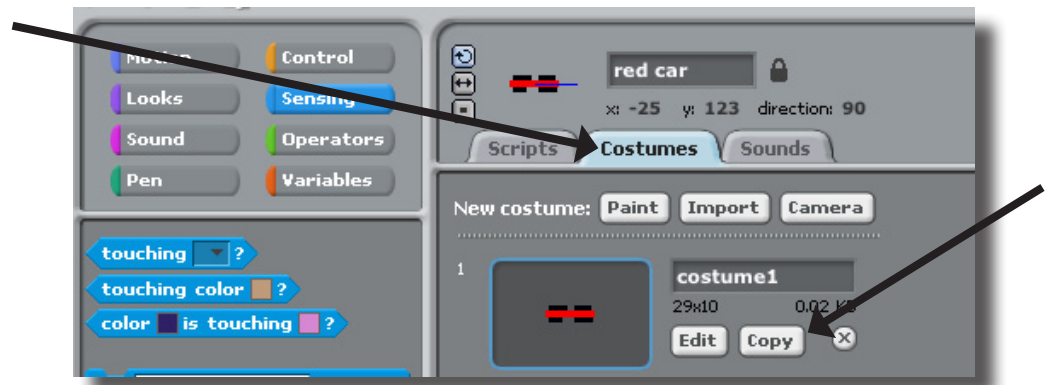 Motion Control
Looks Sensing
Sound Operators
Pen Variables
touching ?
touching color ?
color is touching ?
red car
x: -25 y: 123 direction: 90
Scripts Costumes Sounds
New costume: Paint Import Camera
1
costume1
29x10 0.02 KB
Edit Copy X